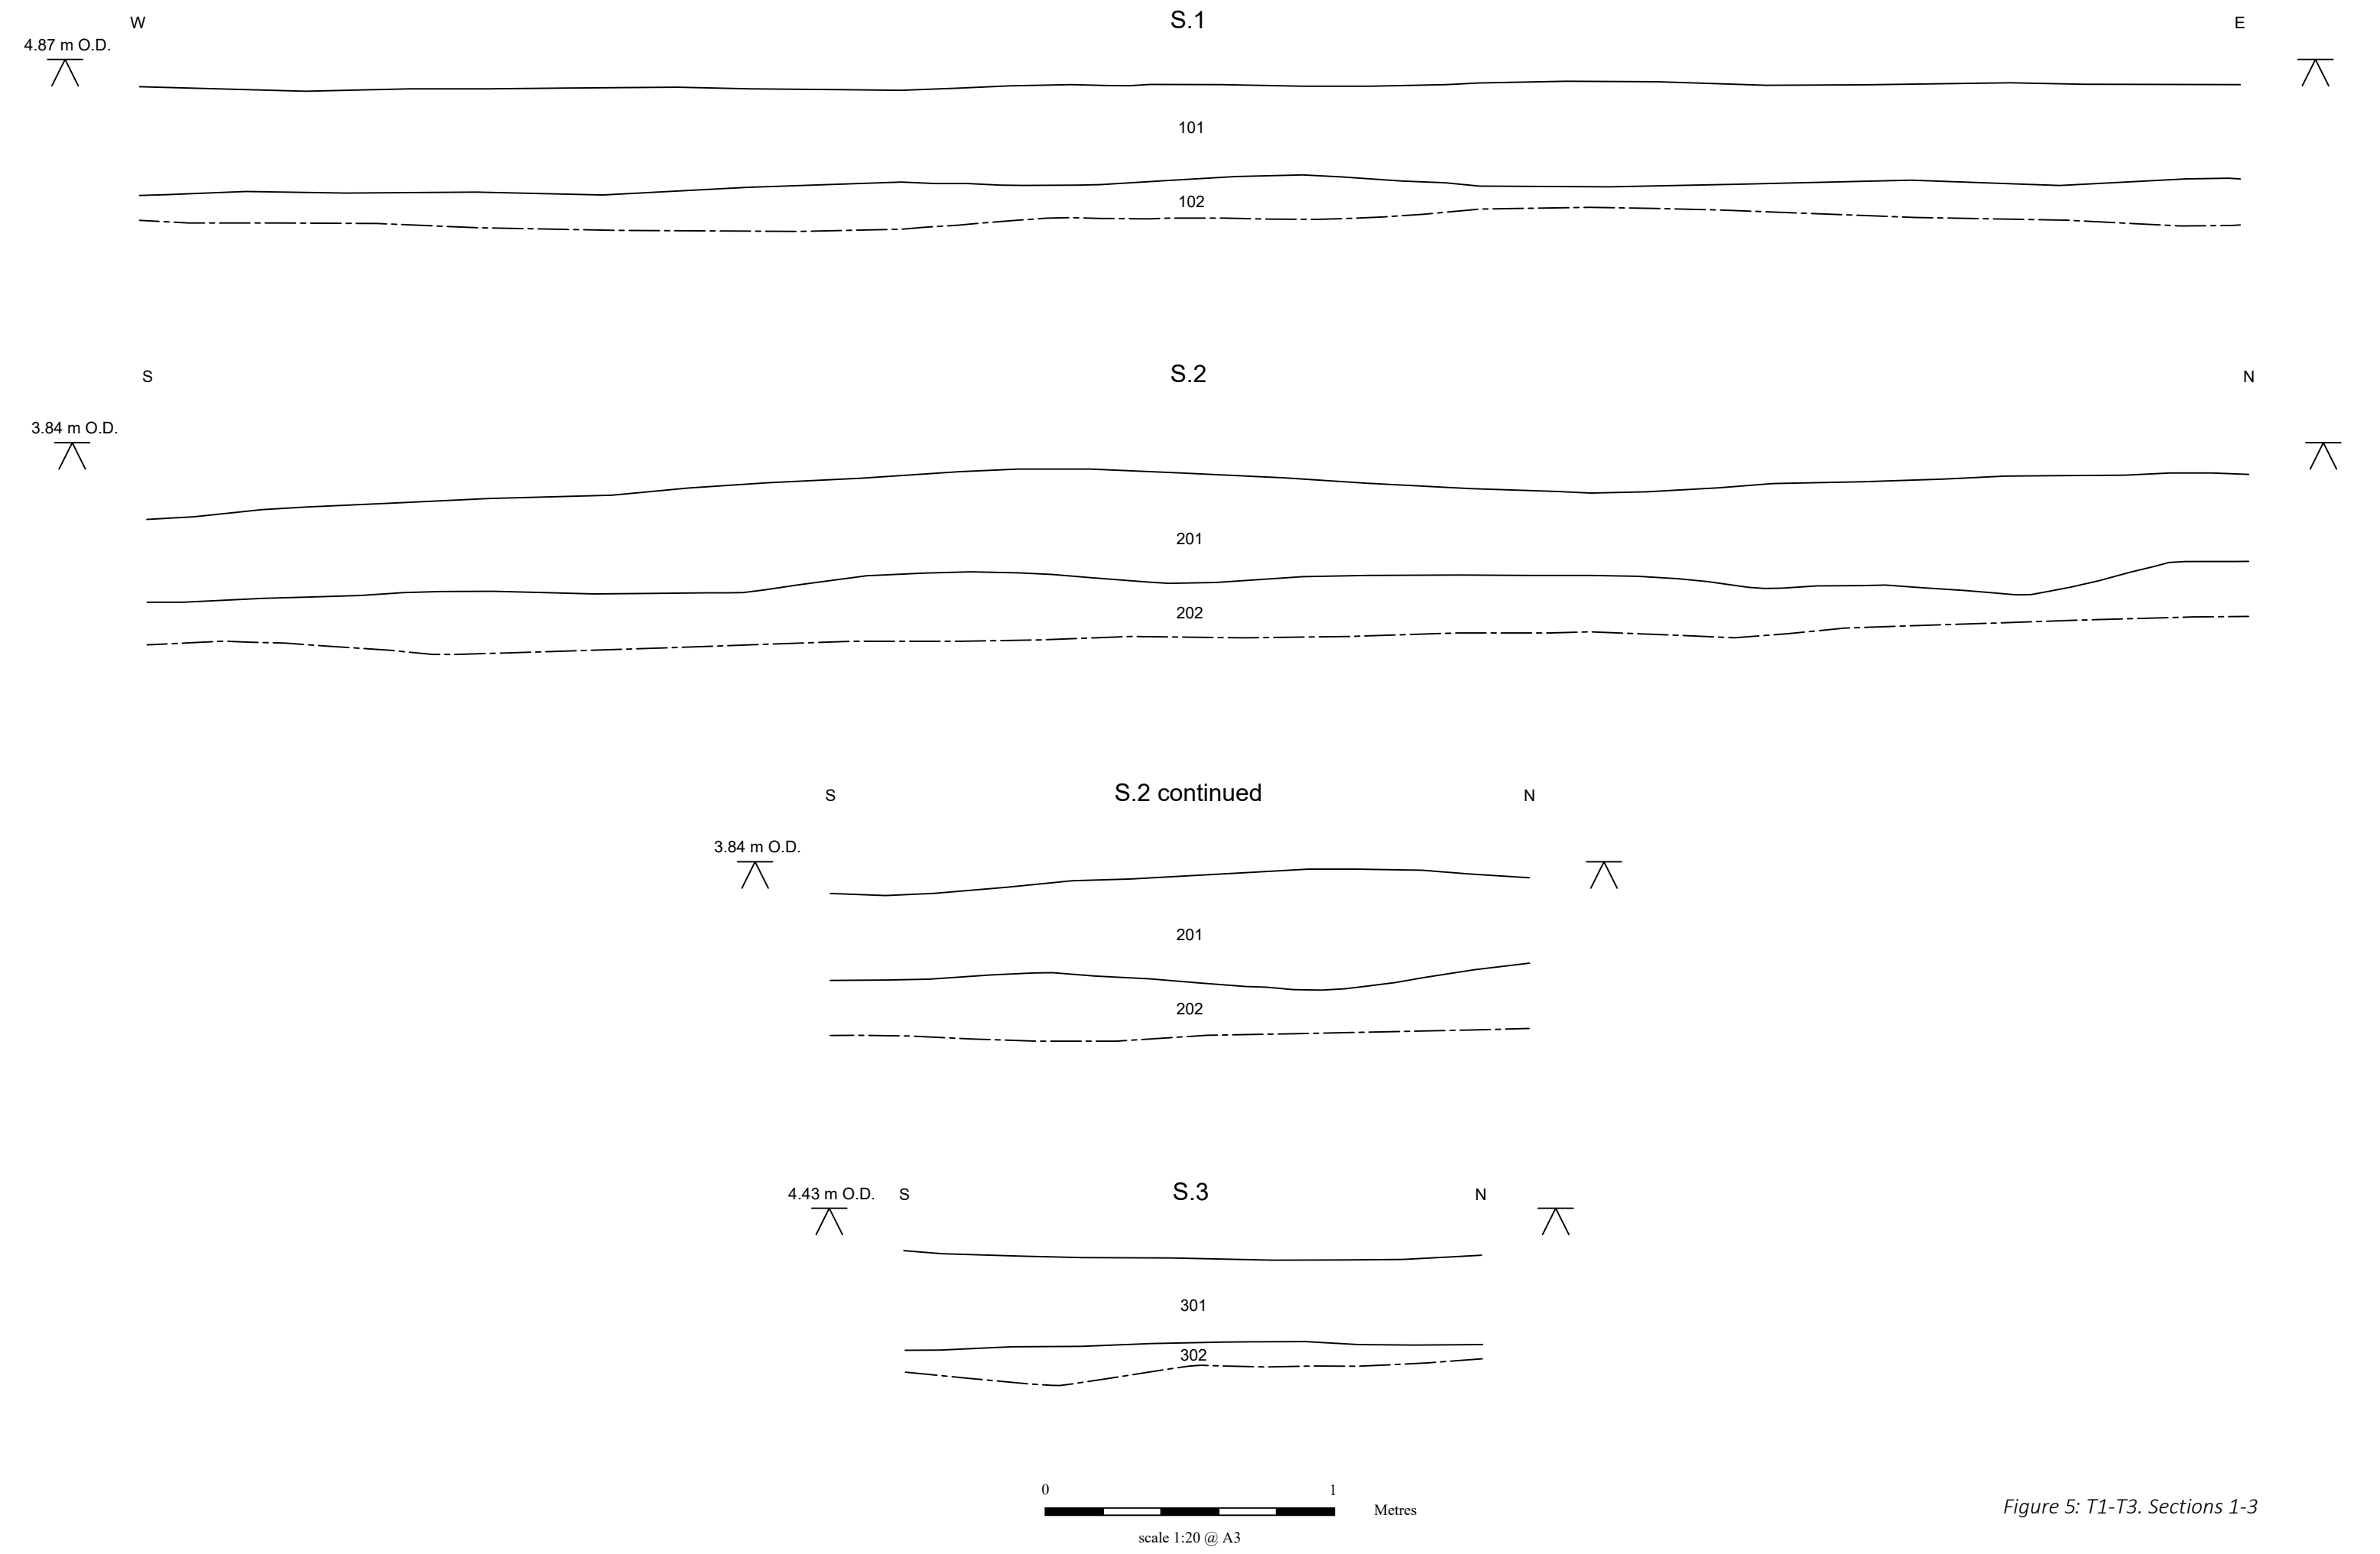 W S.1 E
4.87 m O.D.
101
102
S S.2 N
3.84 m O.D.
201
202
S S.2 continued N
3.84 m O.D.
201
202
4.43 m O.D. S S.3 N
301
302
0 1
Metres
scale 1:20 @ A3
Figure 5: T1-T3. Sections 1-3